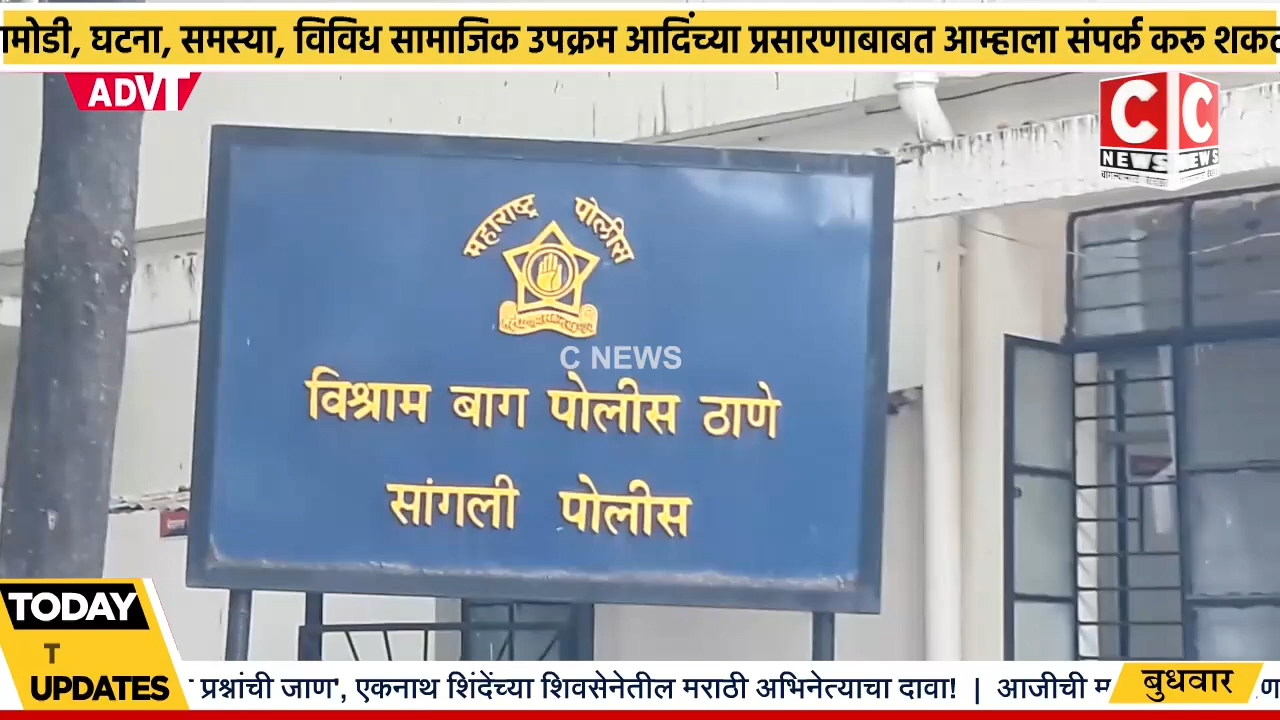 घटना, समस्या, विविध सामाजिक उपक्रम आदिंच्या प्रसारणाबाबत आम्हाला संपर्क करू
ADVT
C C
NEWS NEWS
महाराष्ट्र पोलीस
C NEWS
विश्राम बाग पोलीस ठाणे
सांगली पोलीस
TODAY
T
UPDATES
प्रश्नांची जाण', एकनाथ शिंदेंच्या शिवसेनेतील मराठी अभिनेत्याचा दावा! | आजीची
बुधवार